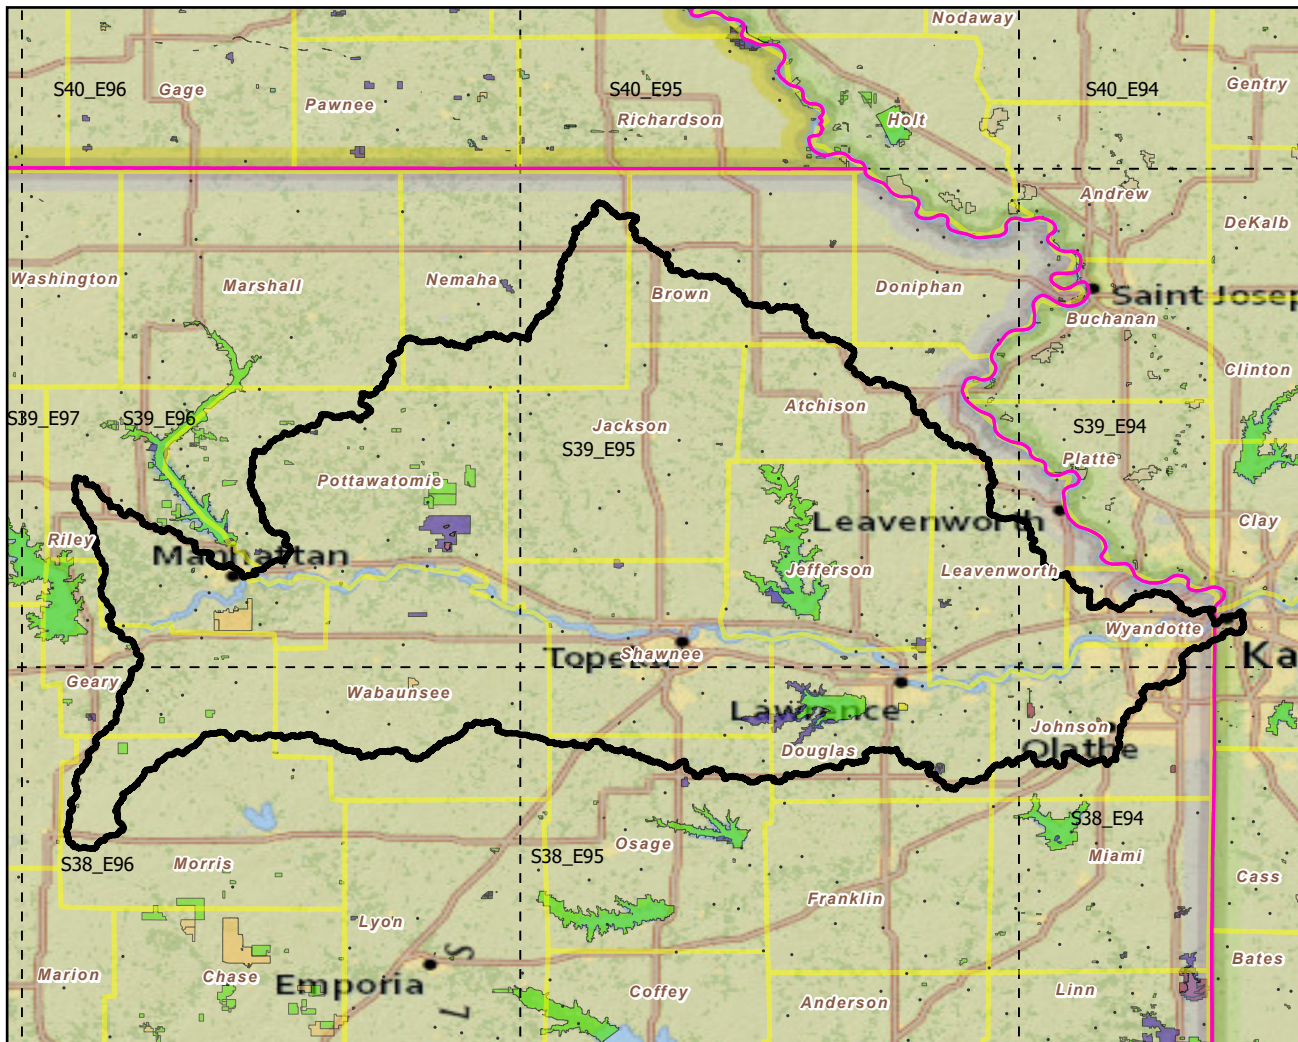 Nodaway
S40_E96
Gage
Pawnee
S40_E95
Richardson
Holt
S40_E94
Gentry
Andrew
DeKalb
Washington
Marshall
Nemaha
Brown
Doniphan
Saint Josep
Buchanan
Clinton
S39_E97
S39_E96
Jackson
S39_E95
Atchison
S39_E94
Platte
Pottawatomie
Leavenworth
Clay
Riley
Manhattan
Jefferson
Leavenworth
Wyandotte
Shawnee
Ka
Geary
Wabaunsee
Lawrence
Douglas
Johnson
Olathe
S38_E96
Morris
S38_E95
Osage
S38_E94
Miami
Cass
Franklin
Lyon
Marion
Chase
Emporia
Coffey
Anderson
Linn
Bates